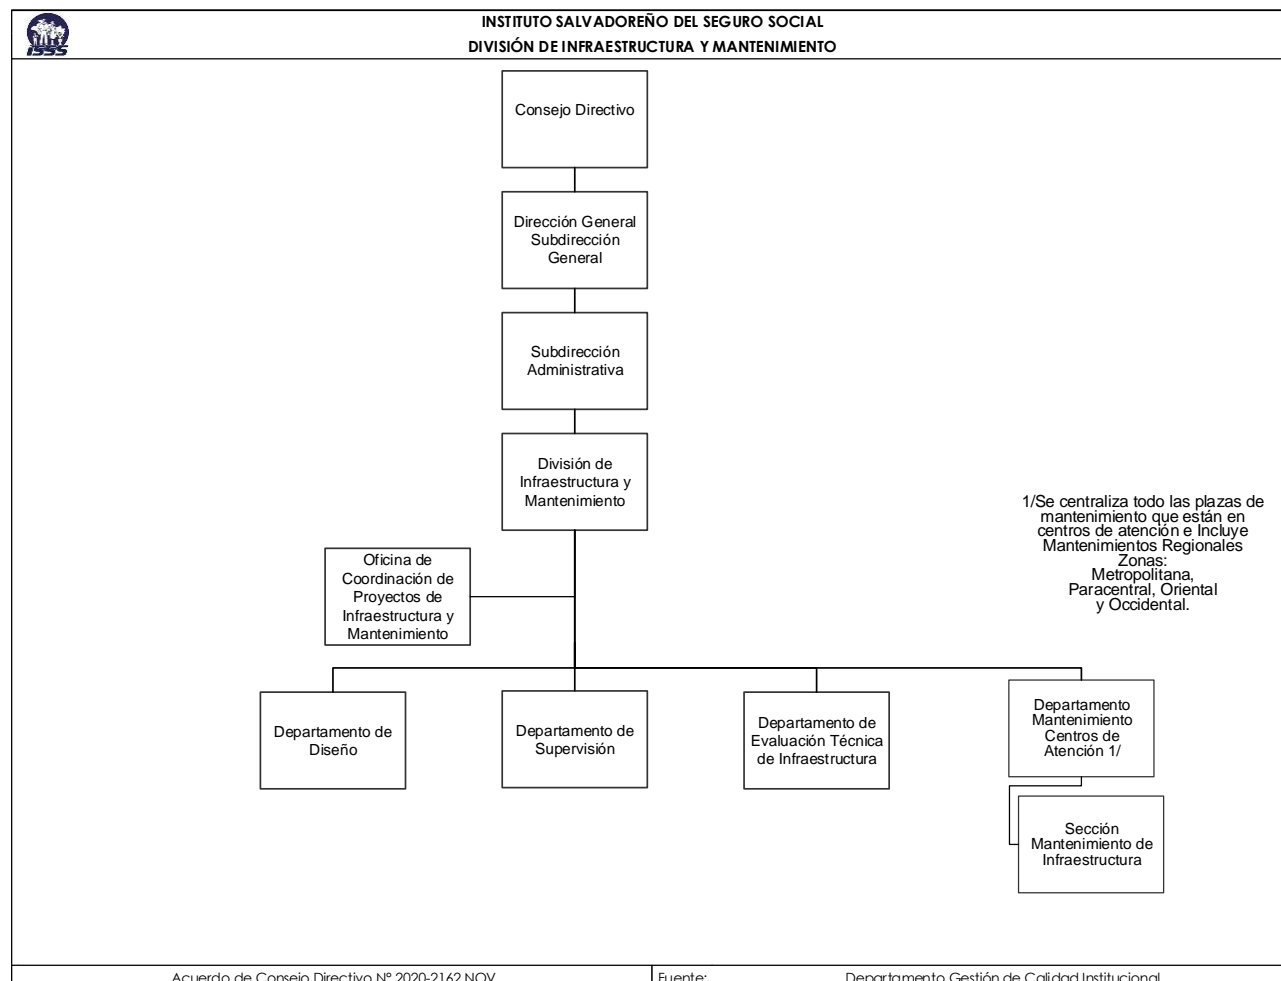 ISSS
INSTITUTO SALVADOREÑO DEL SEGURO SOCIAL
DIVISIÓN DE INFRAESTRUCTURA Y MANTENIMIENTO
Consejo Directivo
Dirección General
Subdirección
General
Subdirección
Administrativa
División de
Infraestructura y
Mantenimiento
1/Se centraliza todo las plazas de
mantenimiento que están en
centros de atención e Incluye
Mantenimientos Regionales
Zonas:
Metropolitana,
Paracentral, Oriental
y Occidental.
Oficina de
Coordinación de
Proyectos de
Infraestructura y
Mantenimiento
Departamento de
Diseño
Departamento de
Supervisión
Departamento de
Evaluación Técnica
de Infraestructura
Departamento
Mantenimiento
Centros de
Atención 1/
Sección
Mantenimiento de
Infraestructura
Acuerdo de Consejo Directivo N° 2020-2162.NOV.
Fuente: Departamento Gestión de Calidad Institucional